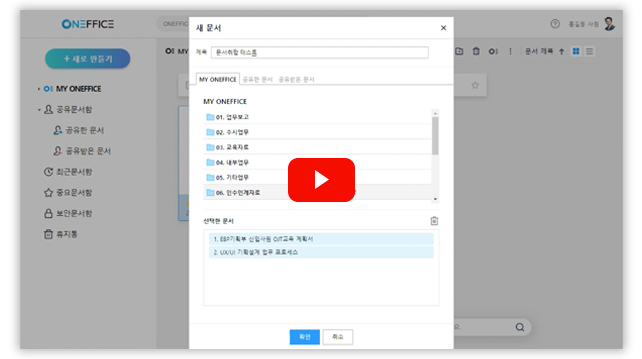 ONEFFICE
ONEFFIC
홍길동 사원
+ 새로 만들기
MY ONEFFICE
공유문서함
공유한 문서
공유받은 문서
최근문서함
중요문서함
보안문서함
휴지통
MY
문서 제목
새 문서
제목
문서취합 테스트
MY ONEFFICE
공유한 문서
공유받은 문서
MY ONEFFICE
01. 업무보고
02. 수시업무
03. 교육자료
04. 내부업무
05. 기타업무
06. 인수인계자료
선택한 문서
1. ERP기획부 신입사원 OJT교육 계획서
2. UX/UI 기획설계 업무 프로세스
확인
취소